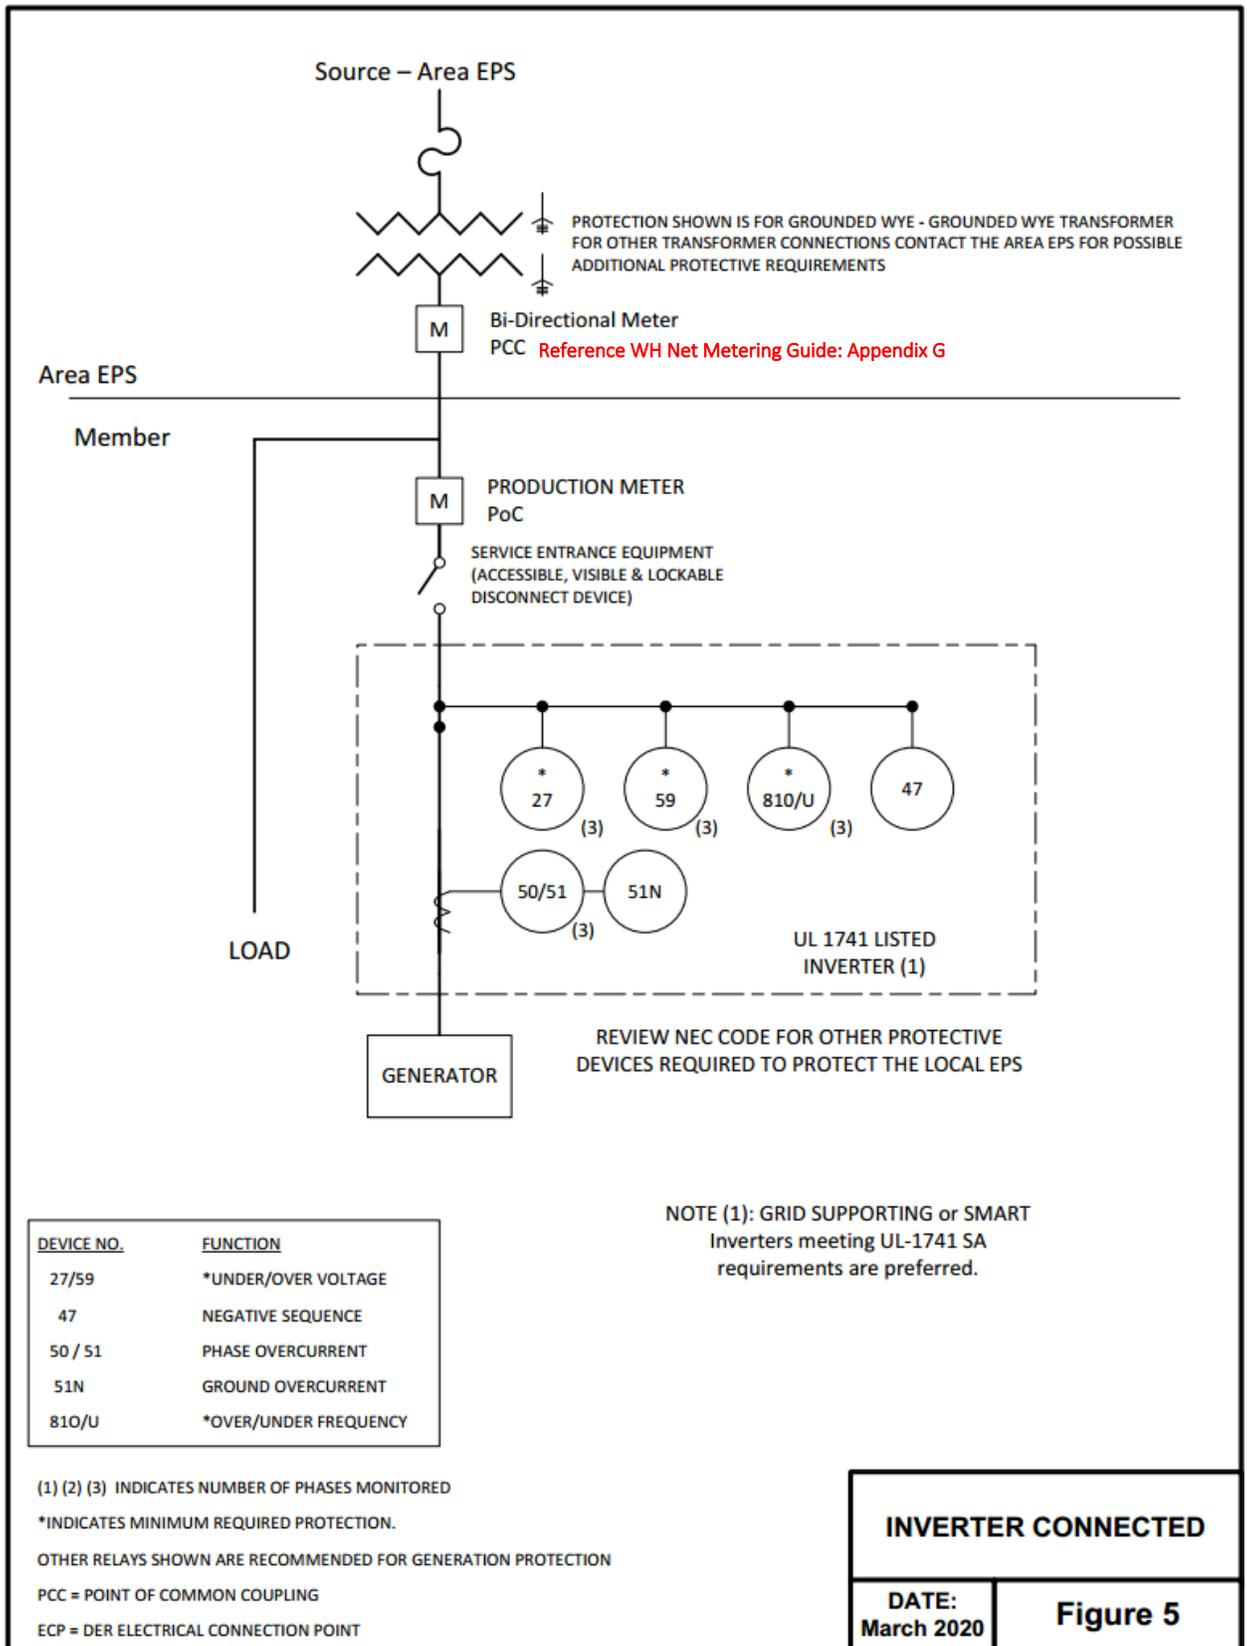 Source – Area EPS
PROTECTION SHOWN IS FOR GROUNDED WYE - GROUNDED WYE TRANSFORMER
FOR OTHER TRANSFORMER CONNECTIONS CONTACT THE AREA EPS FOR POSSIBLE
ADDITIONAL PROTECTIVE REQUIREMENTS
M
Bi-Directional Meter
PCC Reference WH Net Metering Guide: Appendix G
Area EPS
Member
M
PRODUCTION METER
PoC
SERVICE ENTRANCE EQUIPMENT
(ACCESSIBLE, VISIBLE & LOCKABLE
DISCONNECT DEVICE)
* * *
27 59 81O/U 47
(3) (3) (3)
50/51 51N
(3)
LOAD
UL 1741 LISTED
INVERTER (1)
REVIEW NEC CODE FOR OTHER PROTECTIVE
DEVICES REQUIRED TO PROTECT THE LOCAL EPS
GENERATOR
NOTE (1): GRID SUPPORTING or SMART
Inverters meeting UL-1741 SA
requirements are preferred.
DEVICE NO. FUNCTION
27/59 *UNDER/OVER VOLTAGE
47 NEGATIVE SEQUENCE
50 / 51 PHASE OVERCURRENT
51N GROUND OVERCURRENT
81O/U *OVER/UNDER FREQUENCY
(1) (2) (3) INDICATES NUMBER OF PHASES MONITORED
*INDICATES MINIMUM REQUIRED PROTECTION.
OTHER RELAYS SHOWN ARE RECOMMENDED FOR GENERATION PROTECTION
PCC = POINT OF COMMON COUPLING
ECP = DER ELECTRICAL CONNECTION POINT
INVERTER CONNECTED
DATE:
March 2020
Figure 5